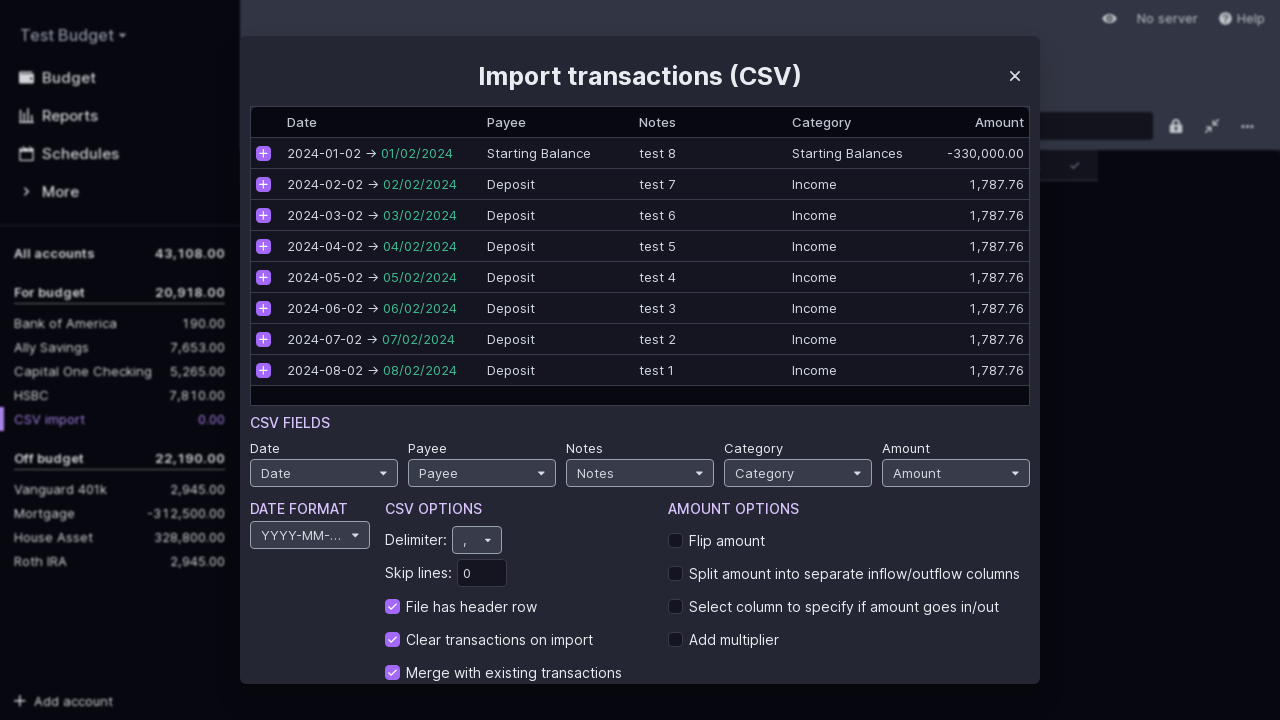 Test Budget
No server
Help
Budget
Reports
Schedules
More
All accounts 43,108.00
For budget 20,918.00
Bank of America 190.00
Ally Savings 7,653.00
Capital One Checking 5,265.00
HSBC 7,810.00
CSV import 0.00
Off budget 22,190.00
Vanguard 401k 2,945.00
Mortgage -312,500.00
House Asset 328,800.00
Roth IRA 2,945.00
Add account
Import transactions (CSV)
Date Payee Notes Category Amount
2024-01-02 → 01/02/2024 Starting Balance test 8 Starting Balances -330,000.00
2024-02-02 → 02/02/2024 Deposit test 7 Income 1,787.76
2024-03-02 → 03/02/2024 Deposit test 6 Income 1,787.76
2024-04-02 → 04/02/2024 Deposit test 5 Income 1,787.76
2024-05-02 → 05/02/2024 Deposit test 4 Income 1,787.76
2024-06-02 → 06/02/2024 Deposit test 3 Income 1,787.76
2024-07-02 → 07/02/2024 Deposit test 2 Income 1,787.76
2024-08-02 → 08/02/2024 Deposit test 1 Income 1,787.76
CSV FIELDS
Date Payee Notes Category Amount
Date Payee Notes Category Amount
DATE FORMAT
YYYY-MM-...
CSV OPTIONS
Delimiter: ,
Skip lines: 0
File has header row
Clear transactions on import
Merge with existing transactions
AMOUNT OPTIONS
Flip amount
Split amount into separate inflow/outflow columns
Select column to specify if amount goes in/out
Add multiplier